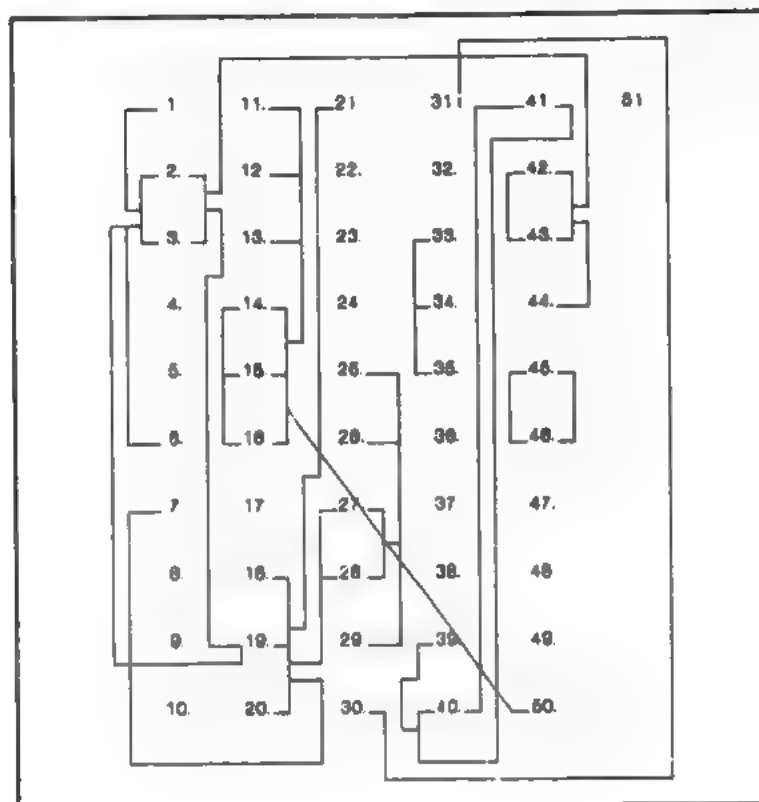 1 11. 21 31 41 51
2. 12 22. 32. 42.
3. 13. 23. 33. 43.
4. 14. 24 34. 44.
5. 15. 25. 35. 45.
6. 16. 26. 36. 46.
7 17 27. 37 47.
8. 18. 28. 38. 48
9. 19. 29 39. 49.
10. 20. 30. 40. 50.